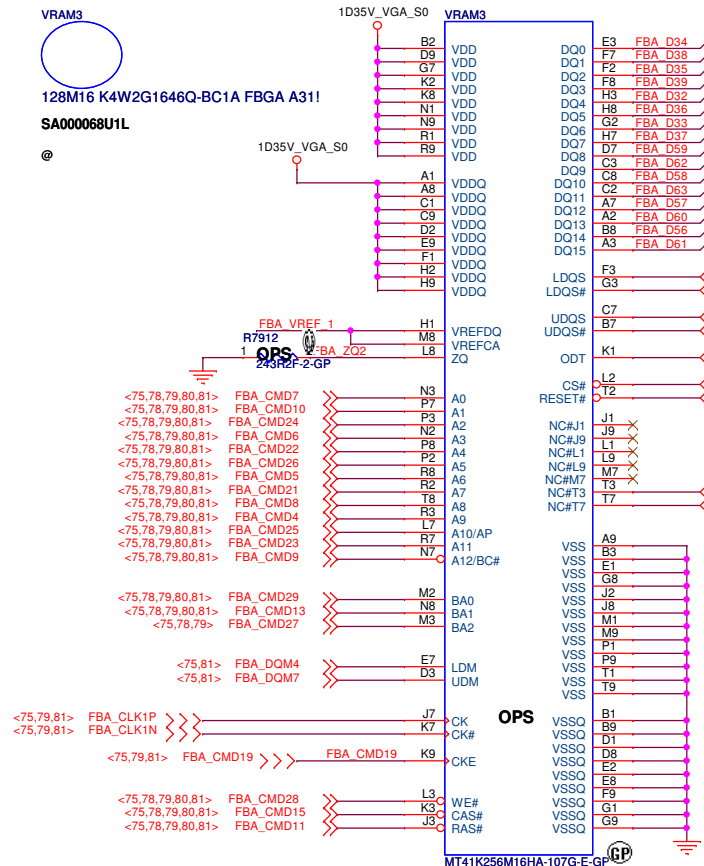 VRAM3
128M16 K4W2G1646Q-BC1A FBGA A31!
SA000068U1L
@
1D35V_VGA_S0
1D35V_VGA_S0
VRAM3
B2 VDD
D9 VDD
G7 VDD
K2 VDD
K8 VDD
N1 VDD
N9 VDD
R1 VDD
R9 VDD
A1 VDDQ
A8 VDDQ
C1 VDDQ
C9 VDDQ
D2 VDDQ
E9 VDDQ
F1 VDDQ
H2 VDDQ
H9 VDDQ
FBA_VREF_1 H1 VREFDQ
M8 VREFCA
R7912
1 OPS FBA_ZQ2 L8 ZQ
243R2F-2-GP
<75,78,79,80,81> FBA_CMD7 N3 A0
<75,78,79,80,81> FBA_CMD10 P7 A1
<75,78,79,80,81> FBA_CMD24 P3 A2
<75,78,79,80,81> FBA_CMD6 N2 A3
<75,78,79,80,81> FBA_CMD22 P8 A4
<75,78,79,80,81> FBA_CMD26 P2 A5
<75,78,79,80,81> FBA_CMD5 R8 A6
<75,78,79,80,81> FBA_CMD21 R2 A7
<75,78,79,80,81> FBA_CMD8 T8 A8
<75,78,79,80,81> FBA_CMD4 R3 A9
<75,78,79,80,81> FBA_CMD25 L7 A10/AP
<75,78,79,80,81> FBA_CMD23 R7 A11
<75,78,79,80,81> FBA_CMD9 N7 A12/BC#
<75,78,79,80,81> FBA_CMD29 M2 BA0
<75,78,79,80,81> FBA_CMD13 N8 BA1
<75,78,79> FBA_CMD27 M3 BA2
<75,81> FBA_DQM4 E7 LDM
<75,81> FBA_DQM7 D3 UDM
<75,79,81> FBA_CLK1P J7 CK
<75,79,81> FBA_CLK1N K7 CK#
<75,79,81> FBA_CMD19 FBA_CMD19 K9 CKE
<75,78,79,80,81> FBA_CMD28 L3 WE#
<75,78,79,80,81> FBA_CMD15 K3 CAS#
<75,78,79,80,81> FBA_CMD11 J3 RAS#
DQ0 E3 FBA_D34
DQ1 F7 FBA_D38
DQ2 F2 FBA_D35
DQ3 F8 FBA_D39
DQ4 H3 FBA_D32
DQ5 H8 FBA_D36
DQ6 G2 FBA_D33
DQ7 H7 FBA_D37
DQ8 D7 FBA_D59
DQ9 C3 FBA_D62
DQ10 C8 FBA_D58
DQ11 C2 FBA_D63
DQ12 A7 FBA_D57
DQ13 A2 FBA_D60
DQ14 B8 FBA_D56
DQ15 A3 FBA_D61
LDQS F3
LDQS# G3
UDQS C7
UDQS# B7
ODT K1
CS# L2
RESET# T2
NC#J1 J1
NC#J9 J9
NC#L1 L1
NC#L9 L9
NC#M7 M7
NC#T3 T3
NC#T7 T7
VSS A9
VSS B3
VSS E1
VSS G8
VSS J2
VSS J8
VSS M1
VSS M9
VSS P1
VSS P9
VSS T1
VSS T9
OPS
VSSQ B1
VSSQ B9
VSSQ D1
VSSQ D8
VSSQ E2
VSSQ E8
VSSQ F9
VSSQ G1
VSSQ G9
MT41K256M16HA-107G-E-GP
GP